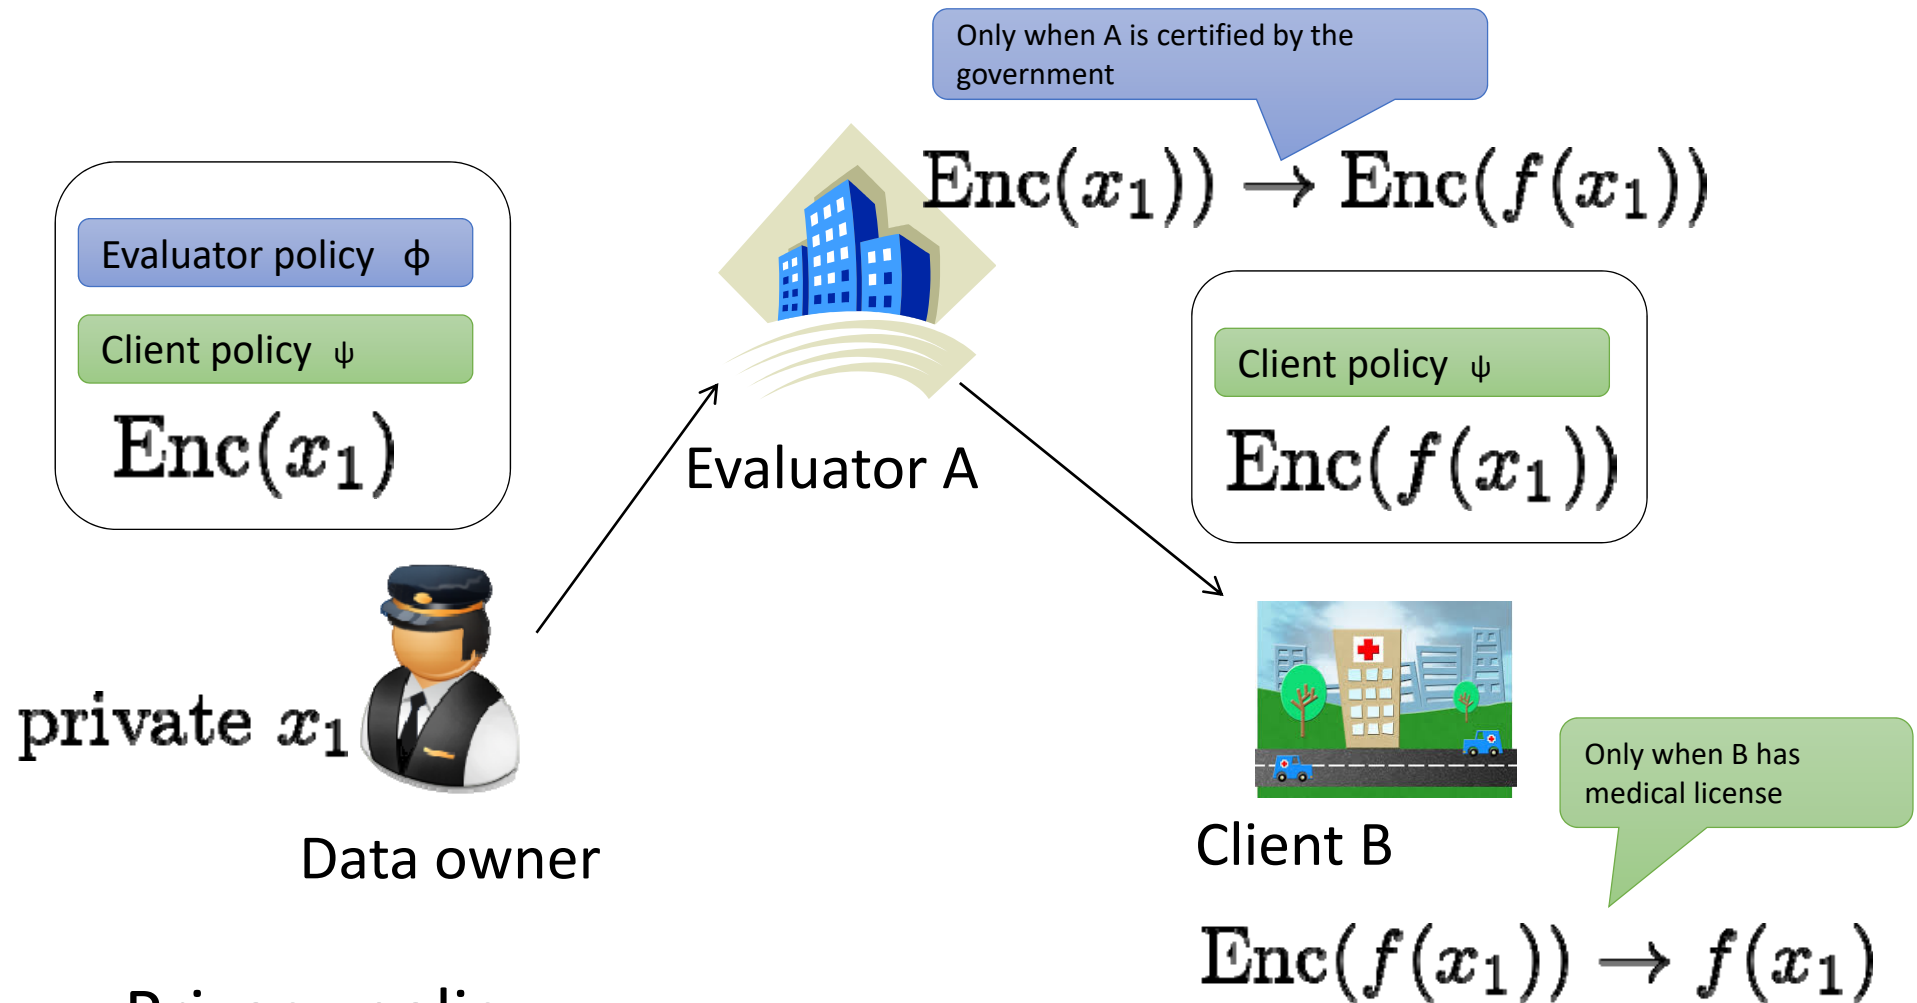 Only when A is certified by the
government
Enc(x₁)) → Enc(f(x₁))
Evaluator policy ϕ
Client policy ψ
Enc(x₁)
Evaluator A
Client policy ψ
Enc(f(x₁))
private x₁
Data owner
Only when B has
medical license
Client B
Enc(f(x₁)) → f(x₁)